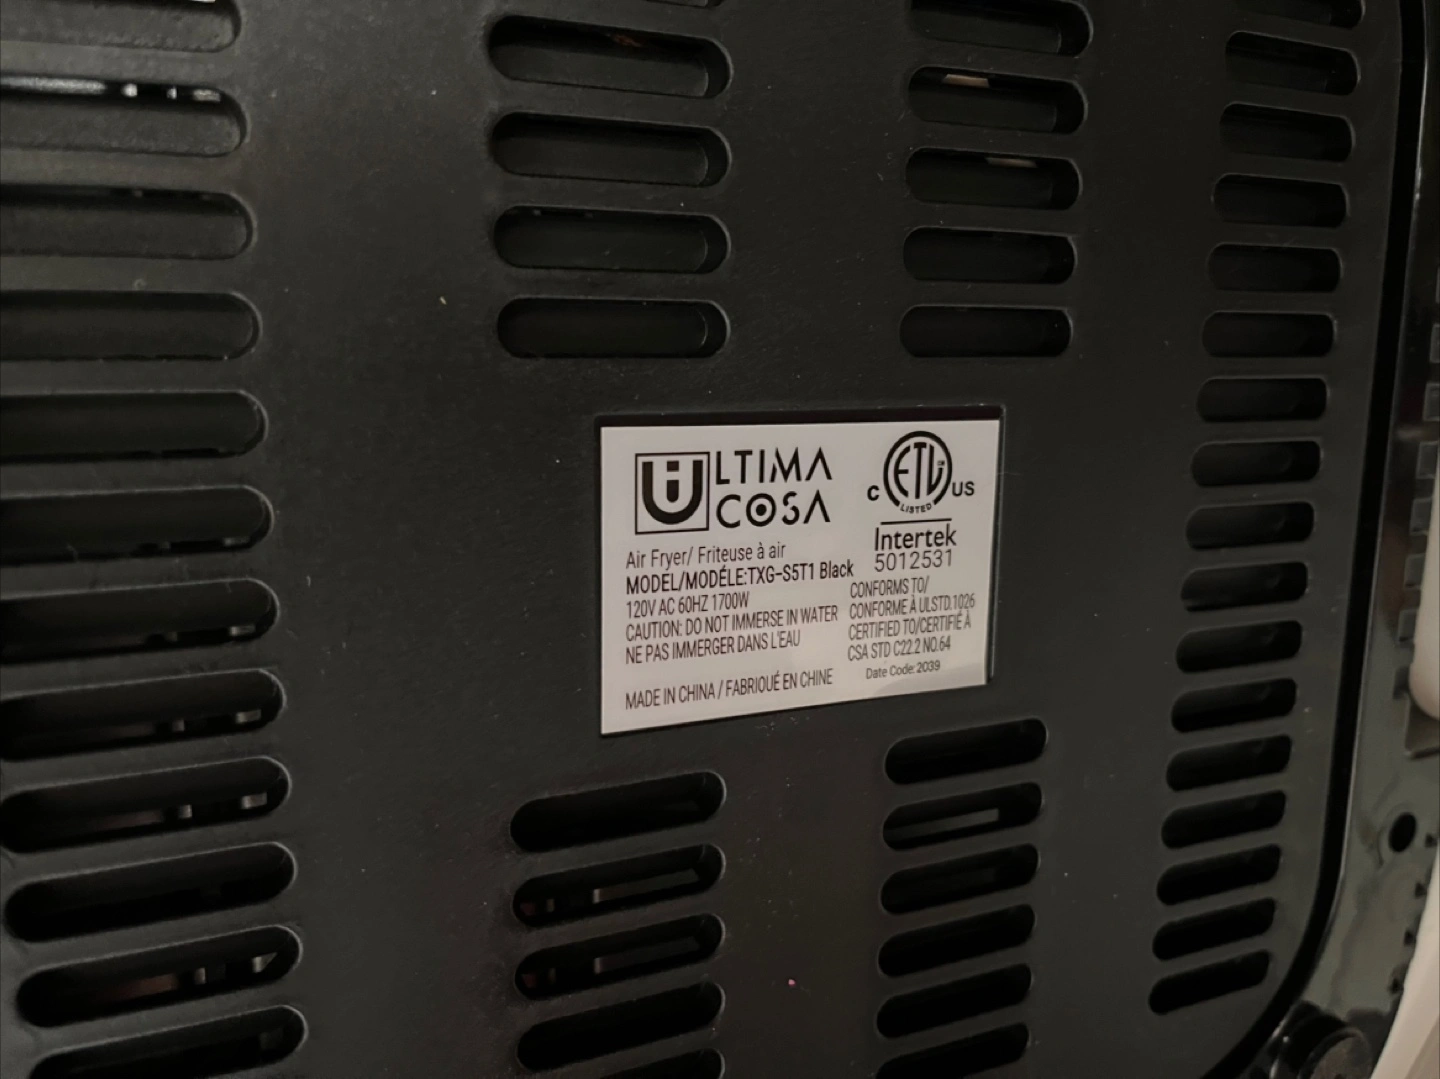 ULTIMA
COSA
Air Fryer/ Friteuse à air
MODEL/MODÉLE:TXG-S5T1 Black
120V AC 60HZ 1700W
CAUTION: DO NOT IMMERSE IN WATER
NE PAS IMMERGER DANS L'EAU
MADE IN CHINA / FABRIQUÉ EN CHINE
C ETL US
LISTED
Intertek
5012531
CONFORMS TO/
CONFORME À ULSTD.1026
CERTIFIED TO/CERTIFIÉ À
CSA STD C22.2 NO.64
Date Code: 2039